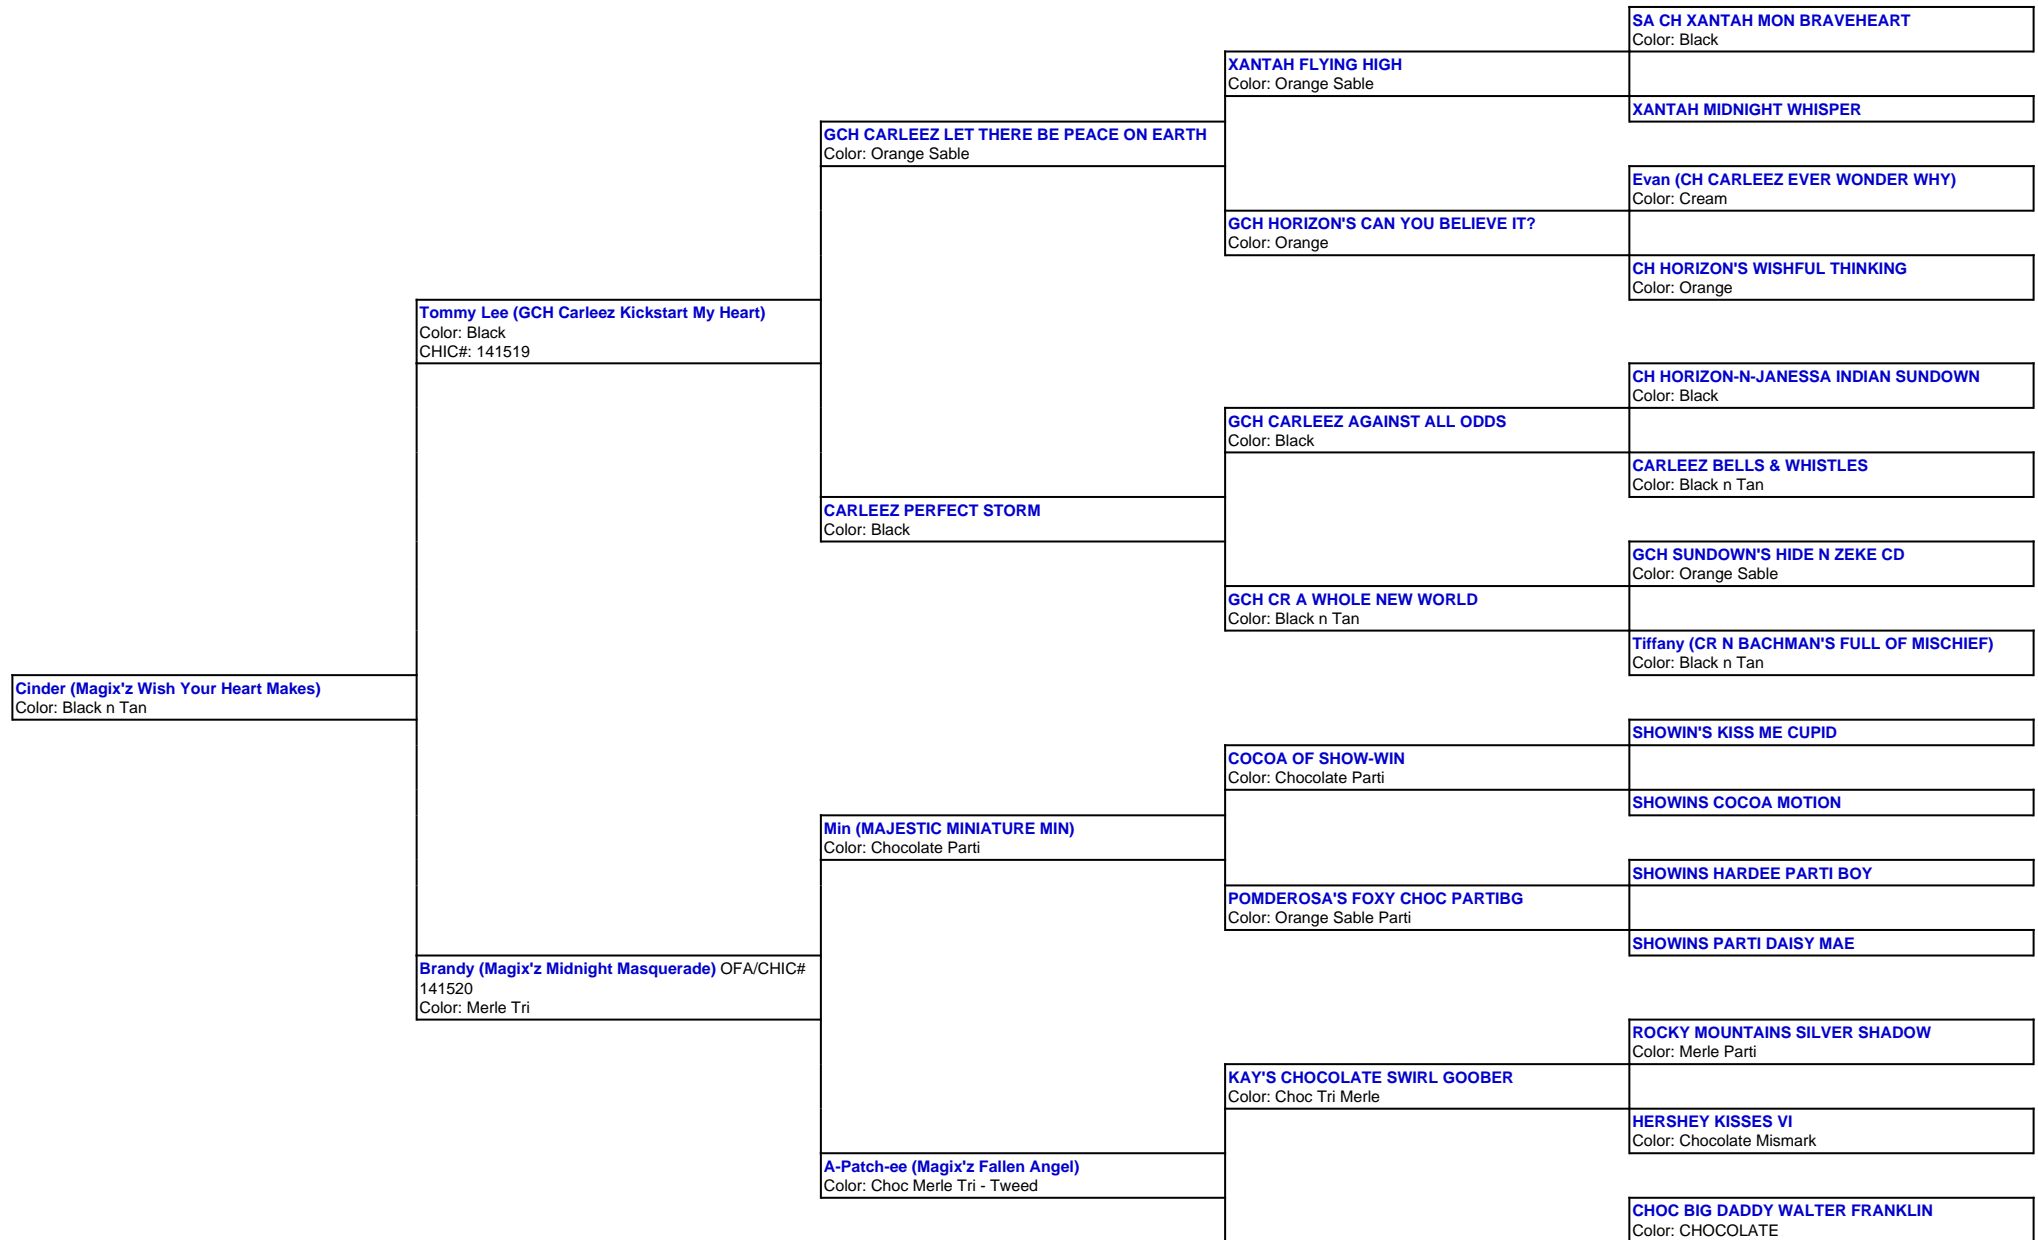 SA CH XANTAH MON BRAVEHEART
Color: Black
XANTAH FLYING HIGH
Color: Orange Sable
XANTAH MIDNIGHT WHISPER
GCH CARLEEZ LET THERE BE PEACE ON EARTH
Color: Orange Sable
Evan (CH CARLEEZ EVER WONDER WHY)
Color: Cream
GCH HORIZON'S CAN YOU BELIEVE IT?
Color: Orange
CH HORIZON'S WISHFUL THINKING
Color: Orange
Tommy Lee (GCH Carleez Kickstart My Heart)
Color: Black
CHIC#: 141519
CH HORIZON-N-JANESSA INDIAN SUNDOWN
Color: Black
GCH CARLEEZ AGAINST ALL ODDS
Color: Black
CARLEEZ BELLS & WHISTLES
Color: Black n Tan
CARLEEZ PERFECT STORM
Color: Black
GCH SUNDOWN'S HIDE N ZEKE CD
Color: Orange Sable
GCH CR A WHOLE NEW WORLD
Color: Black n Tan
Tiffany (CR N BACHMAN'S FULL OF MISCHIEF)
Color: Black n Tan
Cinder (Magix'z Wish Your Heart Makes)
Color: Black n Tan
SHOWIN'S KISS ME CUPID
COCOA OF SHOW-WIN
Color: Chocolate Parti
SHOWINS COCOA MOTION
Min (MAJESTIC MINIATURE MIN)
Color: Chocolate Parti
SHOWINS HARDEE PARTI BOY
POMDEROSA'S FOXY CHOC PARTIBG
Color: Orange Sable Parti
SHOWINS PARTI DAISY MAE
Brandy (Magix'z Midnight Masquerade) OFA/CHIC#
141520
Color: Merle Tri
ROCKY MOUNTAINS SILVER SHADOW
Color: Merle Parti
KAY'S CHOCOLATE SWIRL GOOBER
Color: Choc Tri Merle
HERSHEY KISSES VI
Color: Chocolate Mismark
A-Patch-ee (Magix'z Fallen Angel)
Color: Choc Merle Tri - Tweed
CHOC BIG DADDY WALTER FRANKLIN
Color: CHOCOLATE